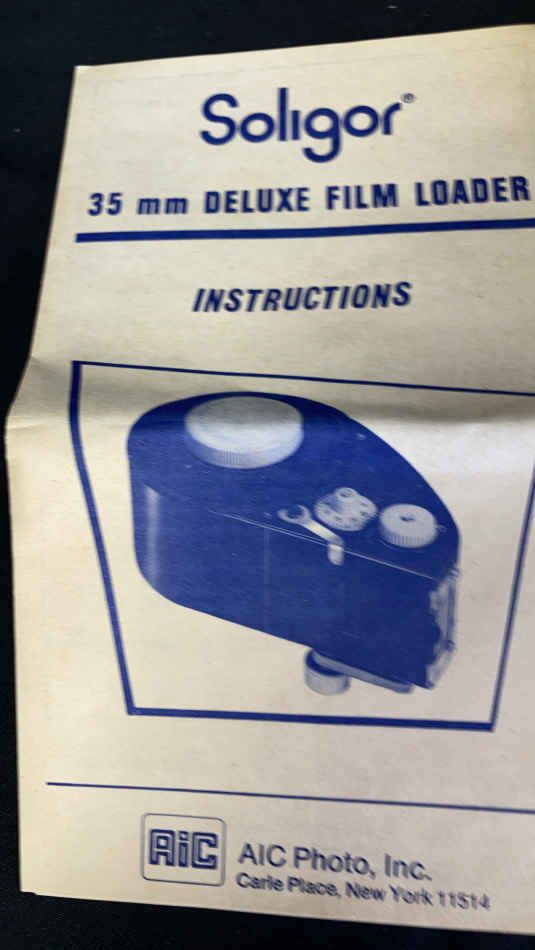 Soligor®
35 mm DELUXE FILM LOADER
INSTRUCTIONS
AiC
AIC Photo, Inc.
Carle Place, New York 11514